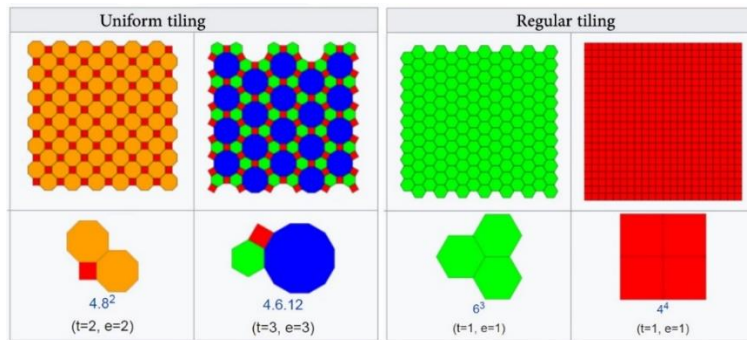 Uniform tiling
Regular tiling
4.8²
(t=2, e=2)
4.6.12
(t=3, e=3)
6³
(t=1, e=1)
4⁴
(t=1, e=1)